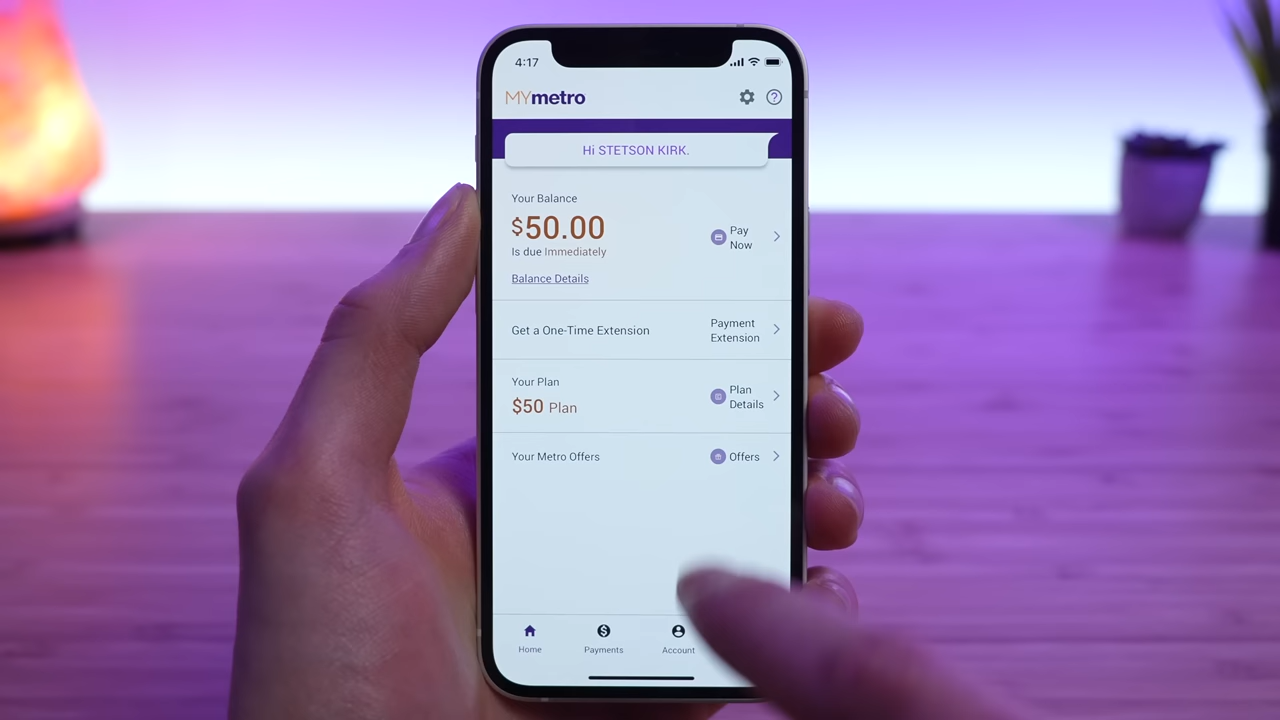 4:17
MYmetro
Hi STETSON KIRK.
Your Balance
$50.00
Is due Immediately
Balance Details
Pay
Now
Get a One-Time Extension
Payment
Extension
Your Plan
$50 Plan
Plan
Details
Your Metro Offers
Offers
Home
Payments
Account